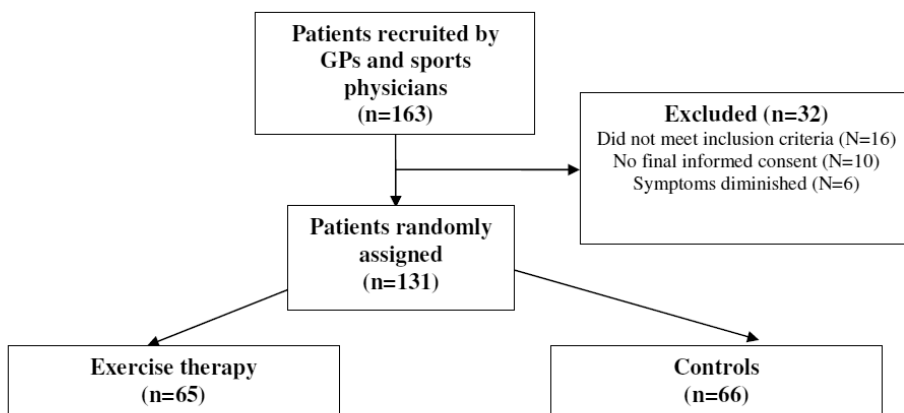 Patients recruited by
GPs and sports
physicians
(n=163)
Excluded (n=32)
Did not meet inclusion criteria (N=16)
No final informed consent (N=10)
Symptoms diminished (N=6)
Patients randomly
assigned
(n=131)
Exercise therapy
(n=65)
Controls
(n=66)